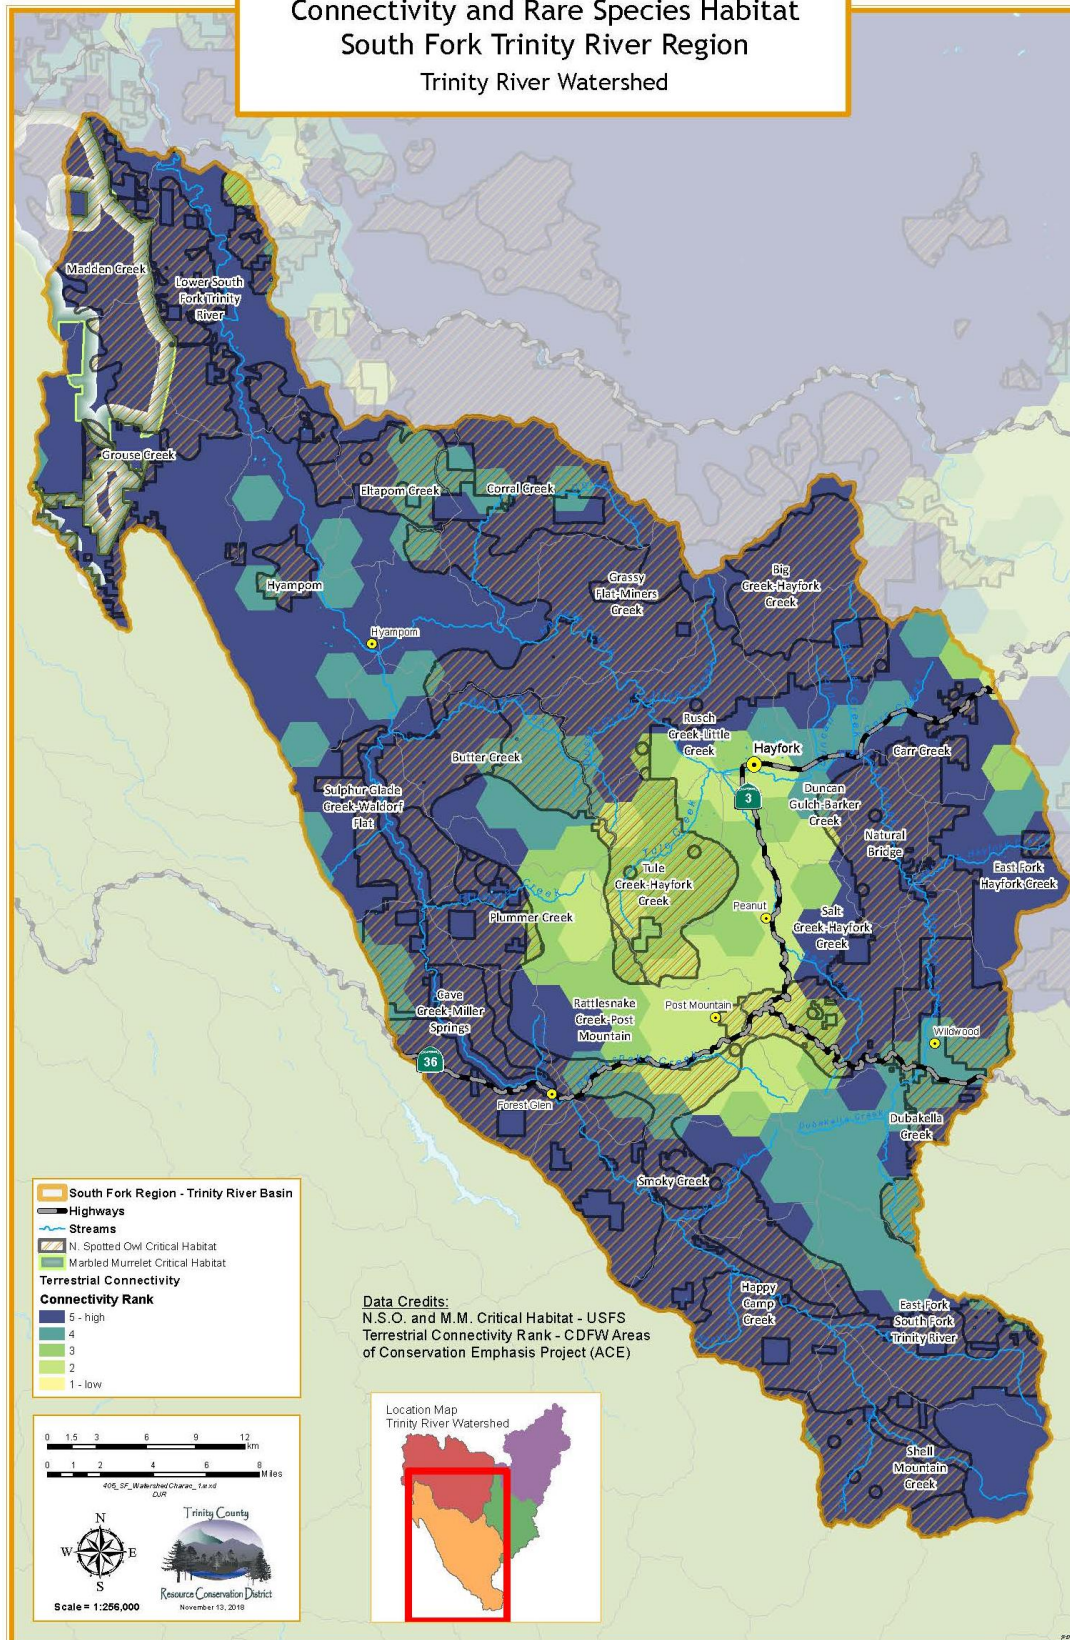 Connectivity and Rare Species Habitat
South Fork Trinity River Region
Trinity River Watershed
Madden Creek
Lower South
Fork Trinity
River
Grouse Creek
Eltapom Creek
Corral Creek
Hyampom
Grassy
Flat-Miners
Creek
Big
Creek-Hayfork
Creek
Hyampom
Rusch
Creek-Little
Creek
Hayfork
Carr Creek
Butter Creek
3
Sulphur Glade
Creek-Waldorf
Flat
Duncan
Gulch-Barker
Creek
Natural
Bridge
Tule Creek
Tule
Creek-Hayfork
Creek
East Fork
Hayfork Creek
Creek
Plummer Creek
Peanut
Salt
Creek-Hayfork
Creek
Cave
Creek-Miller
Springs
Rattlesnake
Creek-Post
Mountain
Post Mountain
Wildwood
36
Forest Glen
Dubakella Creek
Dubakella
Creek
Smoky Creek
Happy
Camp
Creek
East Fork
South Fork
Trinity River
Shell
Mountain
Creek
South Fork Region - Trinity River Basin
Highways
Streams
N. Spotted Owl Critical Habitat
Marbled Murrelet Critical Habitat
Terrestrial Connectivity
Connectivity Rank
5 - high
4
3
2
1 - low
Data Credits:
N.S.O. and M.M. Critical Habitat - USFS
Terrestrial Connectivity Rank - CDFW Areas
of Conservation Emphasis Project (ACE)
Location Map
Trinity River Watershed
0 1.5 3 6 9 12
km
0 1 2 4 6 8
Miles
DJR
N
W E
S
Scale = 1:256,000
Trinity County
Resource Conservation District
November 13, 2018